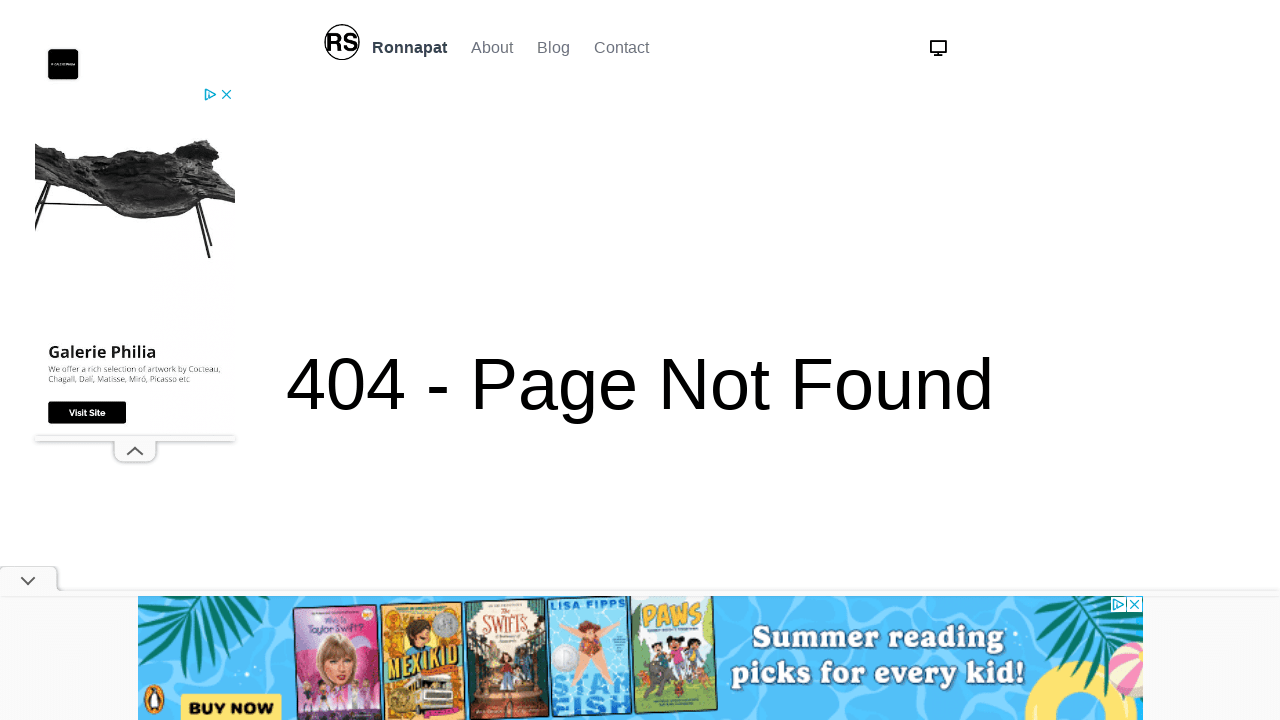 RS
Ronnapat
About
Blog
Contact
Galerie Philia
We offer a rich selection of artwork by Cocteau,
Chagall, Dalí, Matisse, Miró, Picasso etc
Visit Site
404 - Page Not Found
Who Is
Taylor Swift?
MEXIKID
THE
SWIFTS
LISA FIPPS
STAR
FISH
PAWS
Summer reading
picks for every kid!
BUY NOW